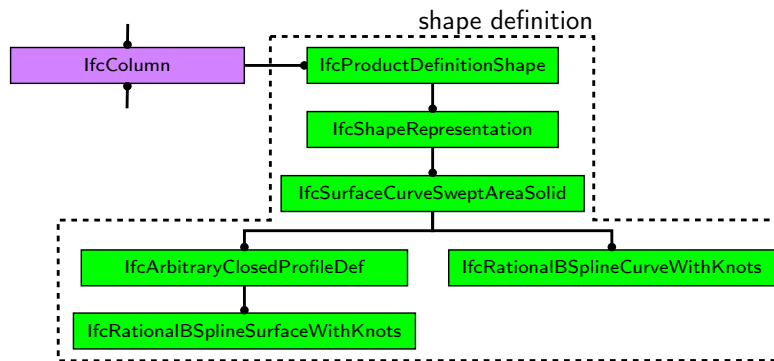 shape definition
IfcColumn
IfcProductDefinitionShape
IfcShapeRepresentation
IfcSurfaceCurveSweptAreaSolid
IfcArbitraryClosedProfileDef
IfcRationalBSplineCurveWithKnots
IfcRationalBSplineSurfaceWithKnots